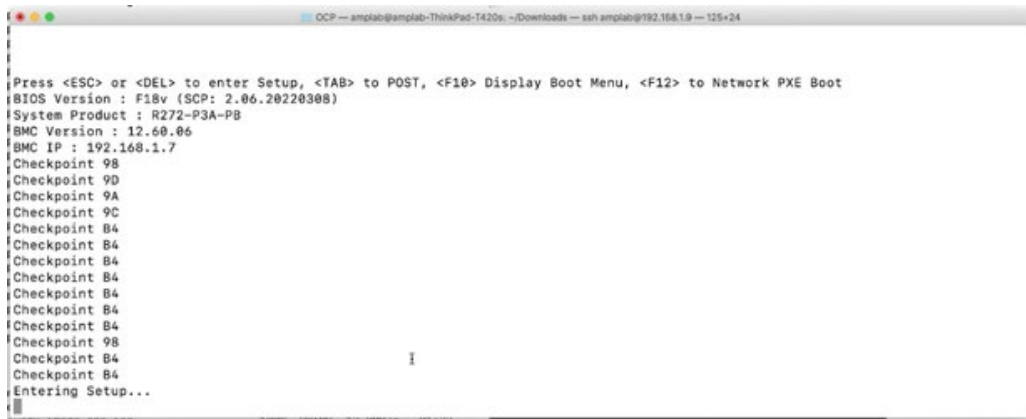 OCP — amplab@amplab-ThinkPad-T420s: ~/Downloads — ssh amplab@192.168.1.9 — 125×24
Press <ESC> or <DEL> to enter Setup, <TAB> to POST, <F10> Display Boot Menu, <F12> to Network PXE Boot
BIOS Version : F18v (SCP: 2.06.20220308)
System Product : R272-P3A-PB
BMC Version : 12.60.06
BMC IP : 192.168.1.7
Checkpoint 98
Checkpoint 9D
Checkpoint 9A
Checkpoint 9C
Checkpoint B4
Checkpoint B4
Checkpoint B4
Checkpoint B4
Checkpoint B4
Checkpoint B4
Checkpoint B4
Checkpoint 98
Checkpoint B4
Checkpoint B4
Entering Setup...